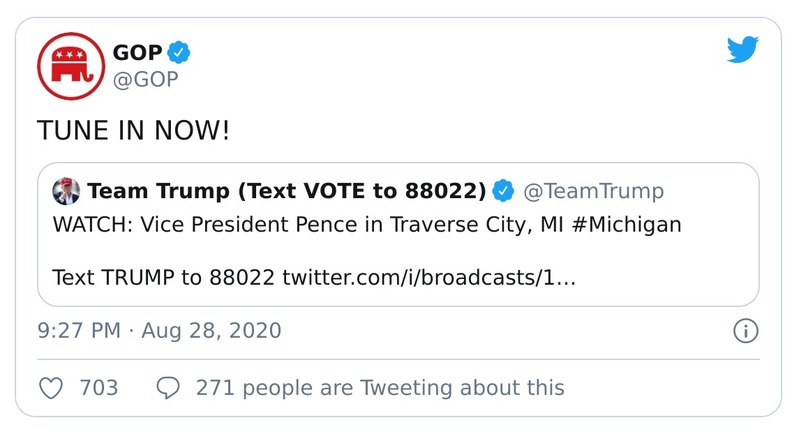 GOP
@GOP
TUNE IN NOW!
Team Trump (Text VOTE to 88022) @TeamTrump
WATCH: Vice President Pence in Traverse City, MI #Michigan
Text TRUMP to 88022 twitter.com/i/broadcasts/1…
9:27 PM · Aug 28, 2020
703 271 people are Tweeting about this